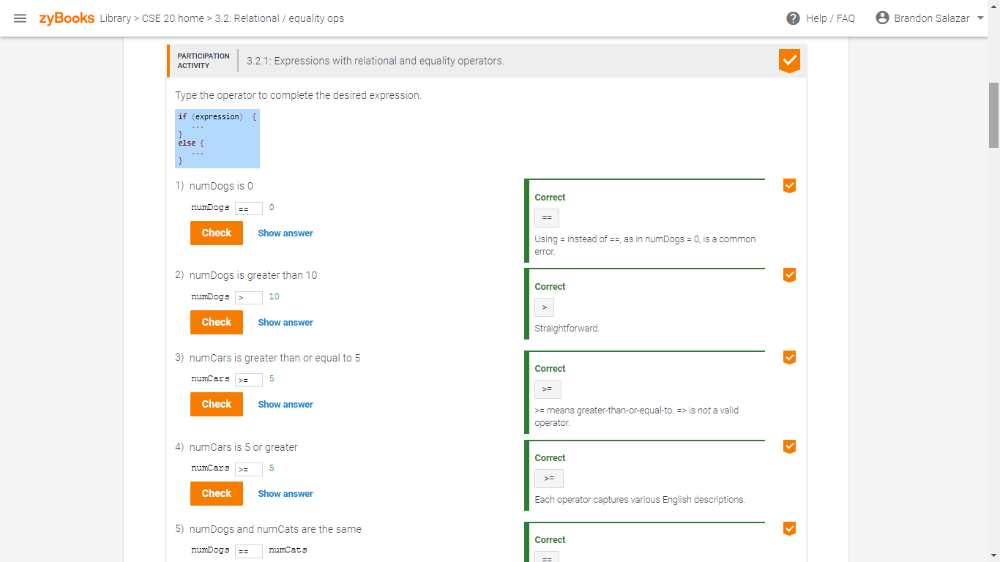 zyBooks Library > CSE 20 home > 3.2: Relational / equality ops
Help / FAQ
Brandon Salazar
PARTICIPATION ACTIVITY
3.2.1: Expressions with relational and equality operators.
Type the operator to complete the desired expression.
if (expression) {
...
}
else {
...
}
1) numDogs is 0
numDogs == 0
Check Show answer
Correct
==
Using = instead of ==, as in numDogs = 0, is a common
error.
2) numDogs is greater than 10
numDogs > 10
Check Show answer
Correct
>
Straightforward.
3) numCars is greater than or equal to 5
numCars >= 5
Check Show answer
Correct
>=
>= means greater-than-or-equal-to. => is not a valid
operator.
4) numCars is 5 or greater
numCars >= 5
Check Show answer
Correct
>=
Each operator captures various English descriptions.
5) numDogs and numCats are the same
numDogs == numCats
Correct
==